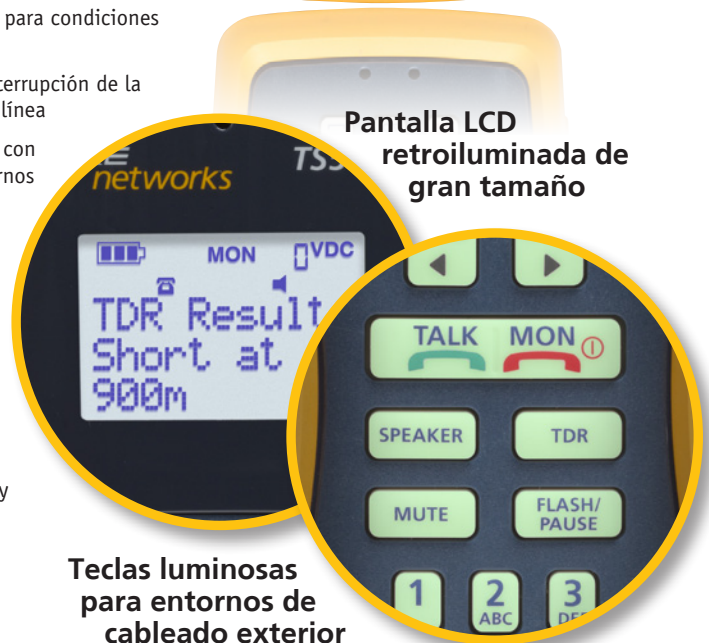 para condiciones
terrupción de la
línea
con
rnos
y
Pantalla LCD
retroiluminada de
gran tamaño
networks
MON
VDC
TDR Result
Short at
900m
TALK
MON
SPEAKER
TDR
MUTE
FLASH/
PAUSE
1
2
3
ABC
Teclas luminosas
para entornos de
cableado exterior